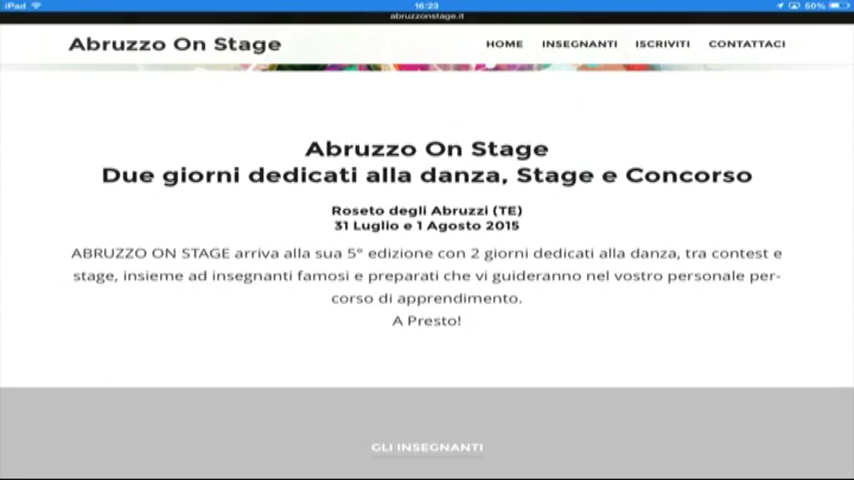 iPad 16:23 50%
abruzzonstage.it
Abruzzo On Stage HOME INSEGNANTI ISCRIVITI CONTATTACI
Abruzzo On Stage
Due giorni dedicati alla danza, Stage e Concorso
Roseto degli Abruzzi (TE)
31 Luglio e 1 Agosto 2015
ABRUZZO ON STAGE arriva alla sua 5° edizione con 2 giorni dedicati alla danza, tra contest e
stage, insieme ad insegnanti famosi e preparati che vi guideranno nel vostro personale per-
corso di apprendimento.
A Presto!
GLI INSEGNANTI